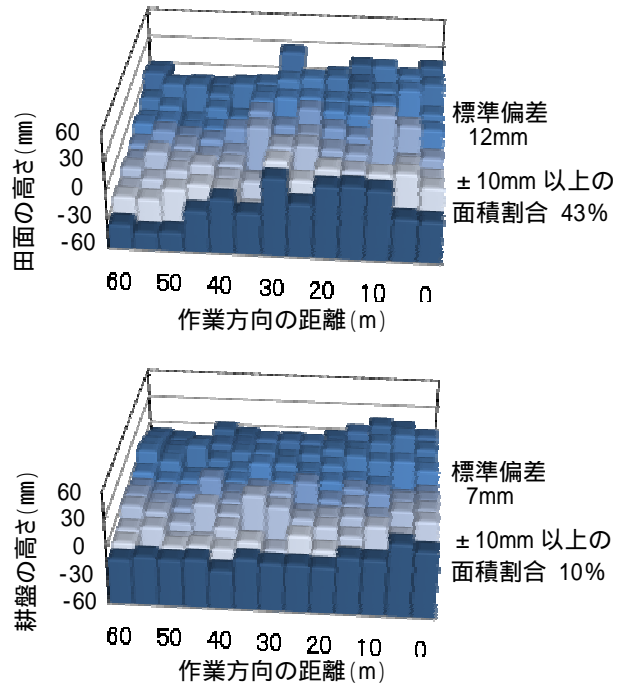 田面の高さ(㎜)
60
30
0
-30
-60
60 50 40 30 20 10 0
作業方向の距離(m)
標準偏差
12mm
±10mm 以上の
面積割合 43%
耕盤の高さ(㎜)
60
30
0
-30
-60
60 50 40 30 20 10 0
作業方向の距離(m)
標準偏差
7mm
±10mm 以上の
面積割合 10%